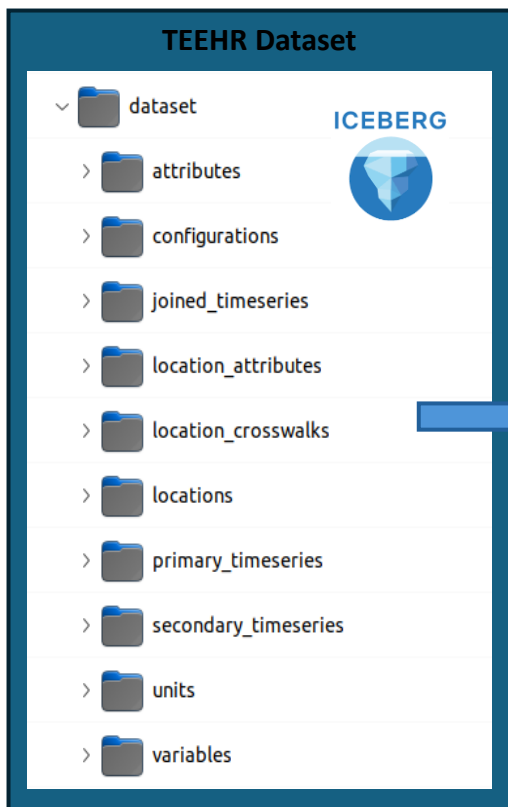 TEEHR Dataset
dataset
ICEBERG
attributes
configurations
joined_timeseries
location_attributes
location_crosswalks
locations
primary_timeseries
secondary_timeseries
units
variables